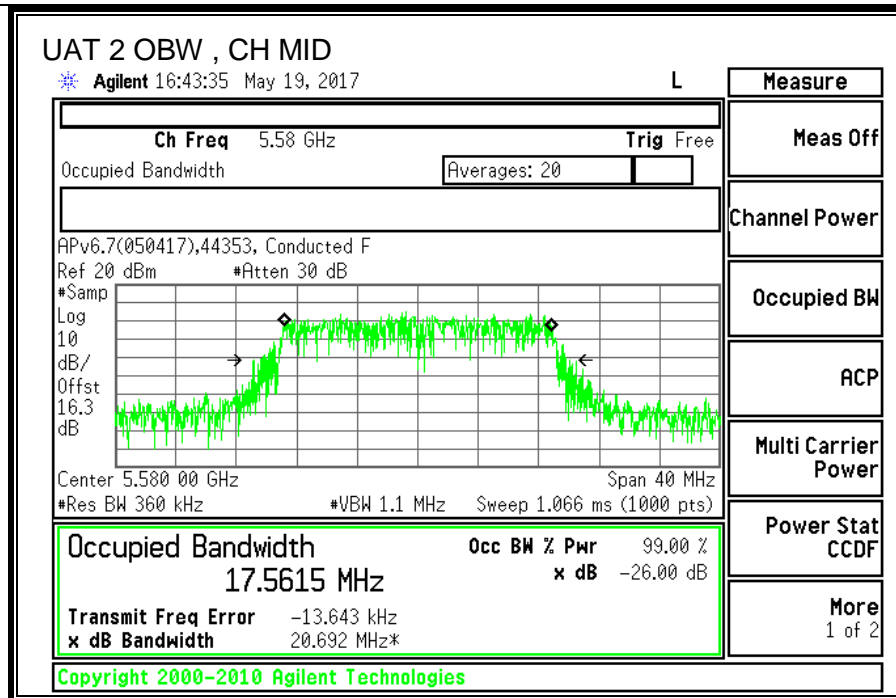 UAT 2 OBW , CH MID
Agilent 16:43:35 May 19, 2017 L Measure
Ch Freq 5.58 GHz Trig Free
Meas Off
Occupied Bandwidth Averages: 20
Channel Power
APv6.7(050417),44353, Conducted F
Ref 20 dBm #Atten 30 dB
#Samp
Log
10
dB/
Offst
16.3
dB
Occupied BW
ACP
Multi Carrier
Power
Center 5.580 00 GHz Span 40 MHz
#Res BW 360 kHz #VBW 1.1 MHz Sweep 1.066 ms (1000 pts)
Power Stat
CCDF
Occupied Bandwidth Occ BW % Pwr 99.00 %
17.5615 MHz x dB -26.00 dB
Transmit Freq Error -13.643 kHz
x dB Bandwidth 20.692 MHz*
More
1 of 2
Copyright 2000-2010 Agilent Technologies